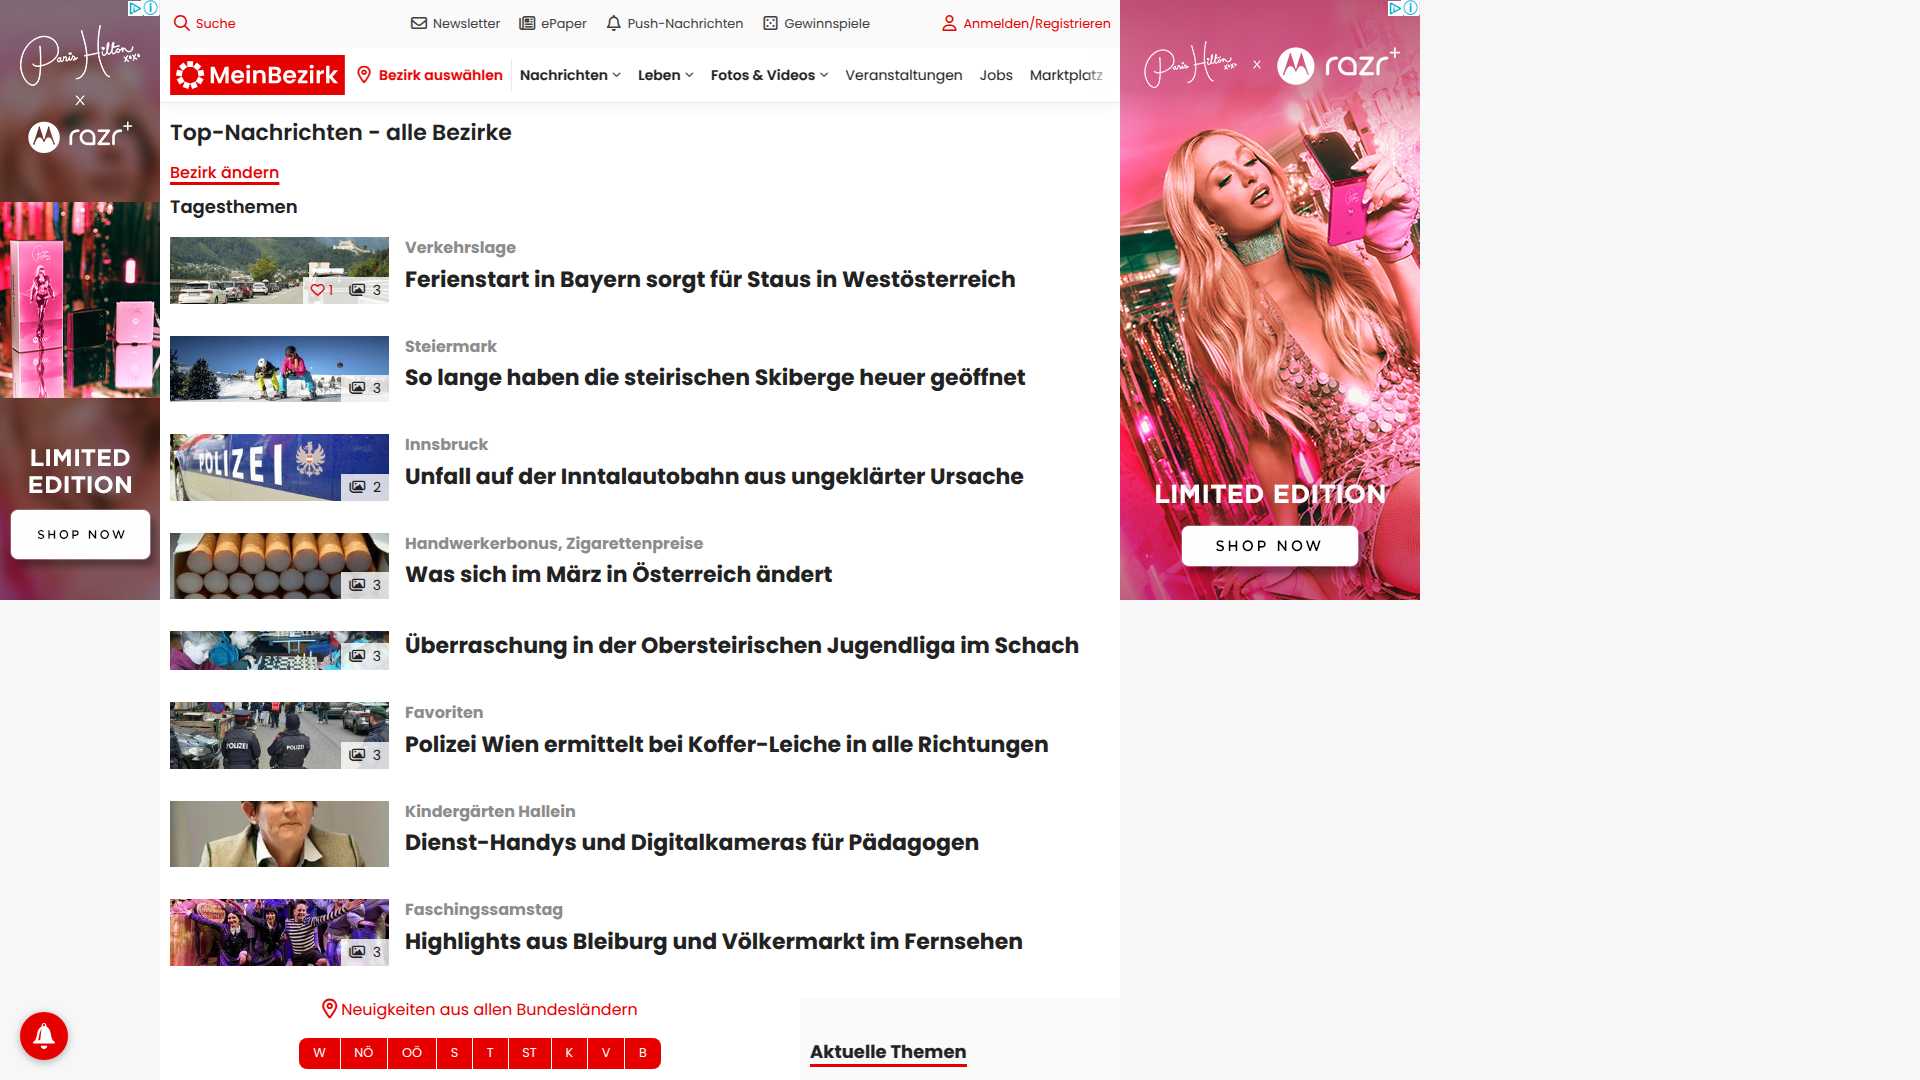 Suche
Newsletter
ePaper
Push-Nachrichten
Gewinnspiele
Anmelden/Registrieren
MeinBezirk
Bezirk auswählen
Nachrichten
Leben
Fotos & Videos
Veranstaltungen
Jobs
Marktplatz
Top-Nachrichten - alle Bezirke
Bezirk ändern
Tagesthemen
1 3
Verkehrslage
Ferienstart in Bayern sorgt für Staus in Westösterreich
3
Steiermark
So lange haben die steirischen Skiberge heuer geöffnet
POLIZEI
2
Innsbruck
Unfall auf der Inntalautobahn aus ungeklärter Ursache
3
Handwerkerbonus, Zigarettenpreise
Was sich im März in Österreich ändert
3
Überraschung in der Obersteirischen Jugendliga im Schach
POLIZEI
POLIZEI
3
Favoriten
Polizei Wien ermittelt bei Koffer-Leiche in alle Richtungen
Kindergärten Hallein
Dienst-Handys und Digitalkameras für Pädagogen
3
Faschingssamstag
Highlights aus Bleiburg und Völkermarkt im Fernsehen
Neuigkeiten aus allen Bundesländern
W NÖ OÖ S T ST K V B
Aktuelle Themen
Paris Hilton xoxo
X
razr+
LIMITED
EDITION
SHOP NOW
Paris Hilton xoxo x razr+
LIMITED EDITION
SHOP NOW